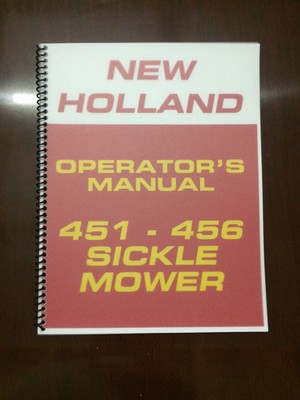 NEW
HOLLAND
OPERATOR'S
MANUAL
451 - 456
SICKLE
MOWER